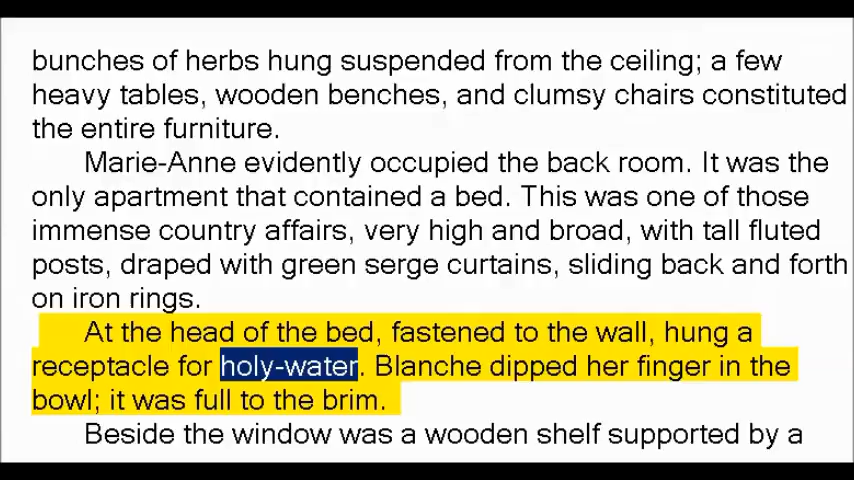 bunches of herbs hung suspended from the ceiling; a few
heavy tables, wooden benches, and clumsy chairs constituted
the entire furniture.
Marie-Anne evidently occupied the back room. It was the
only apartment that contained a bed. This was one of those
immense country affairs, very high and broad, with tall fluted
posts, draped with green serge curtains, sliding back and forth
on iron rings.
At the head of the bed, fastened to the wall, hung a
receptacle for holy-water. Blanche dipped her finger in the
bowl; it was full to the brim.
Beside the window was a wooden shelf supported by a